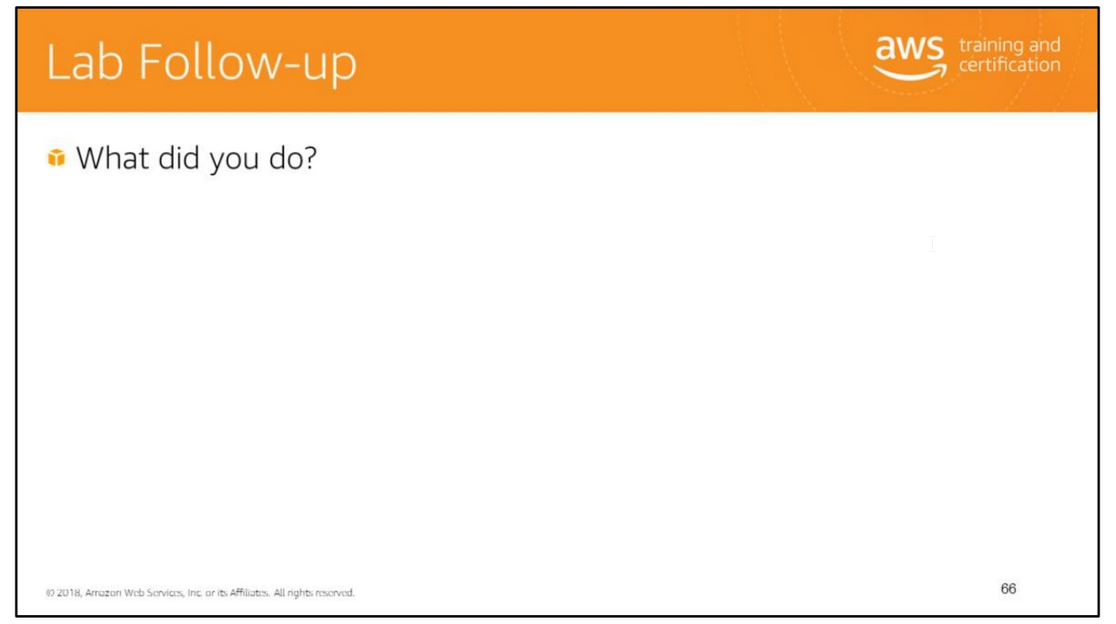 Lab Follow-up
aws training and
certification
What did you do?
© 2018, Amazon Web Services, Inc. or its Affiliates. All rights reserved.
66